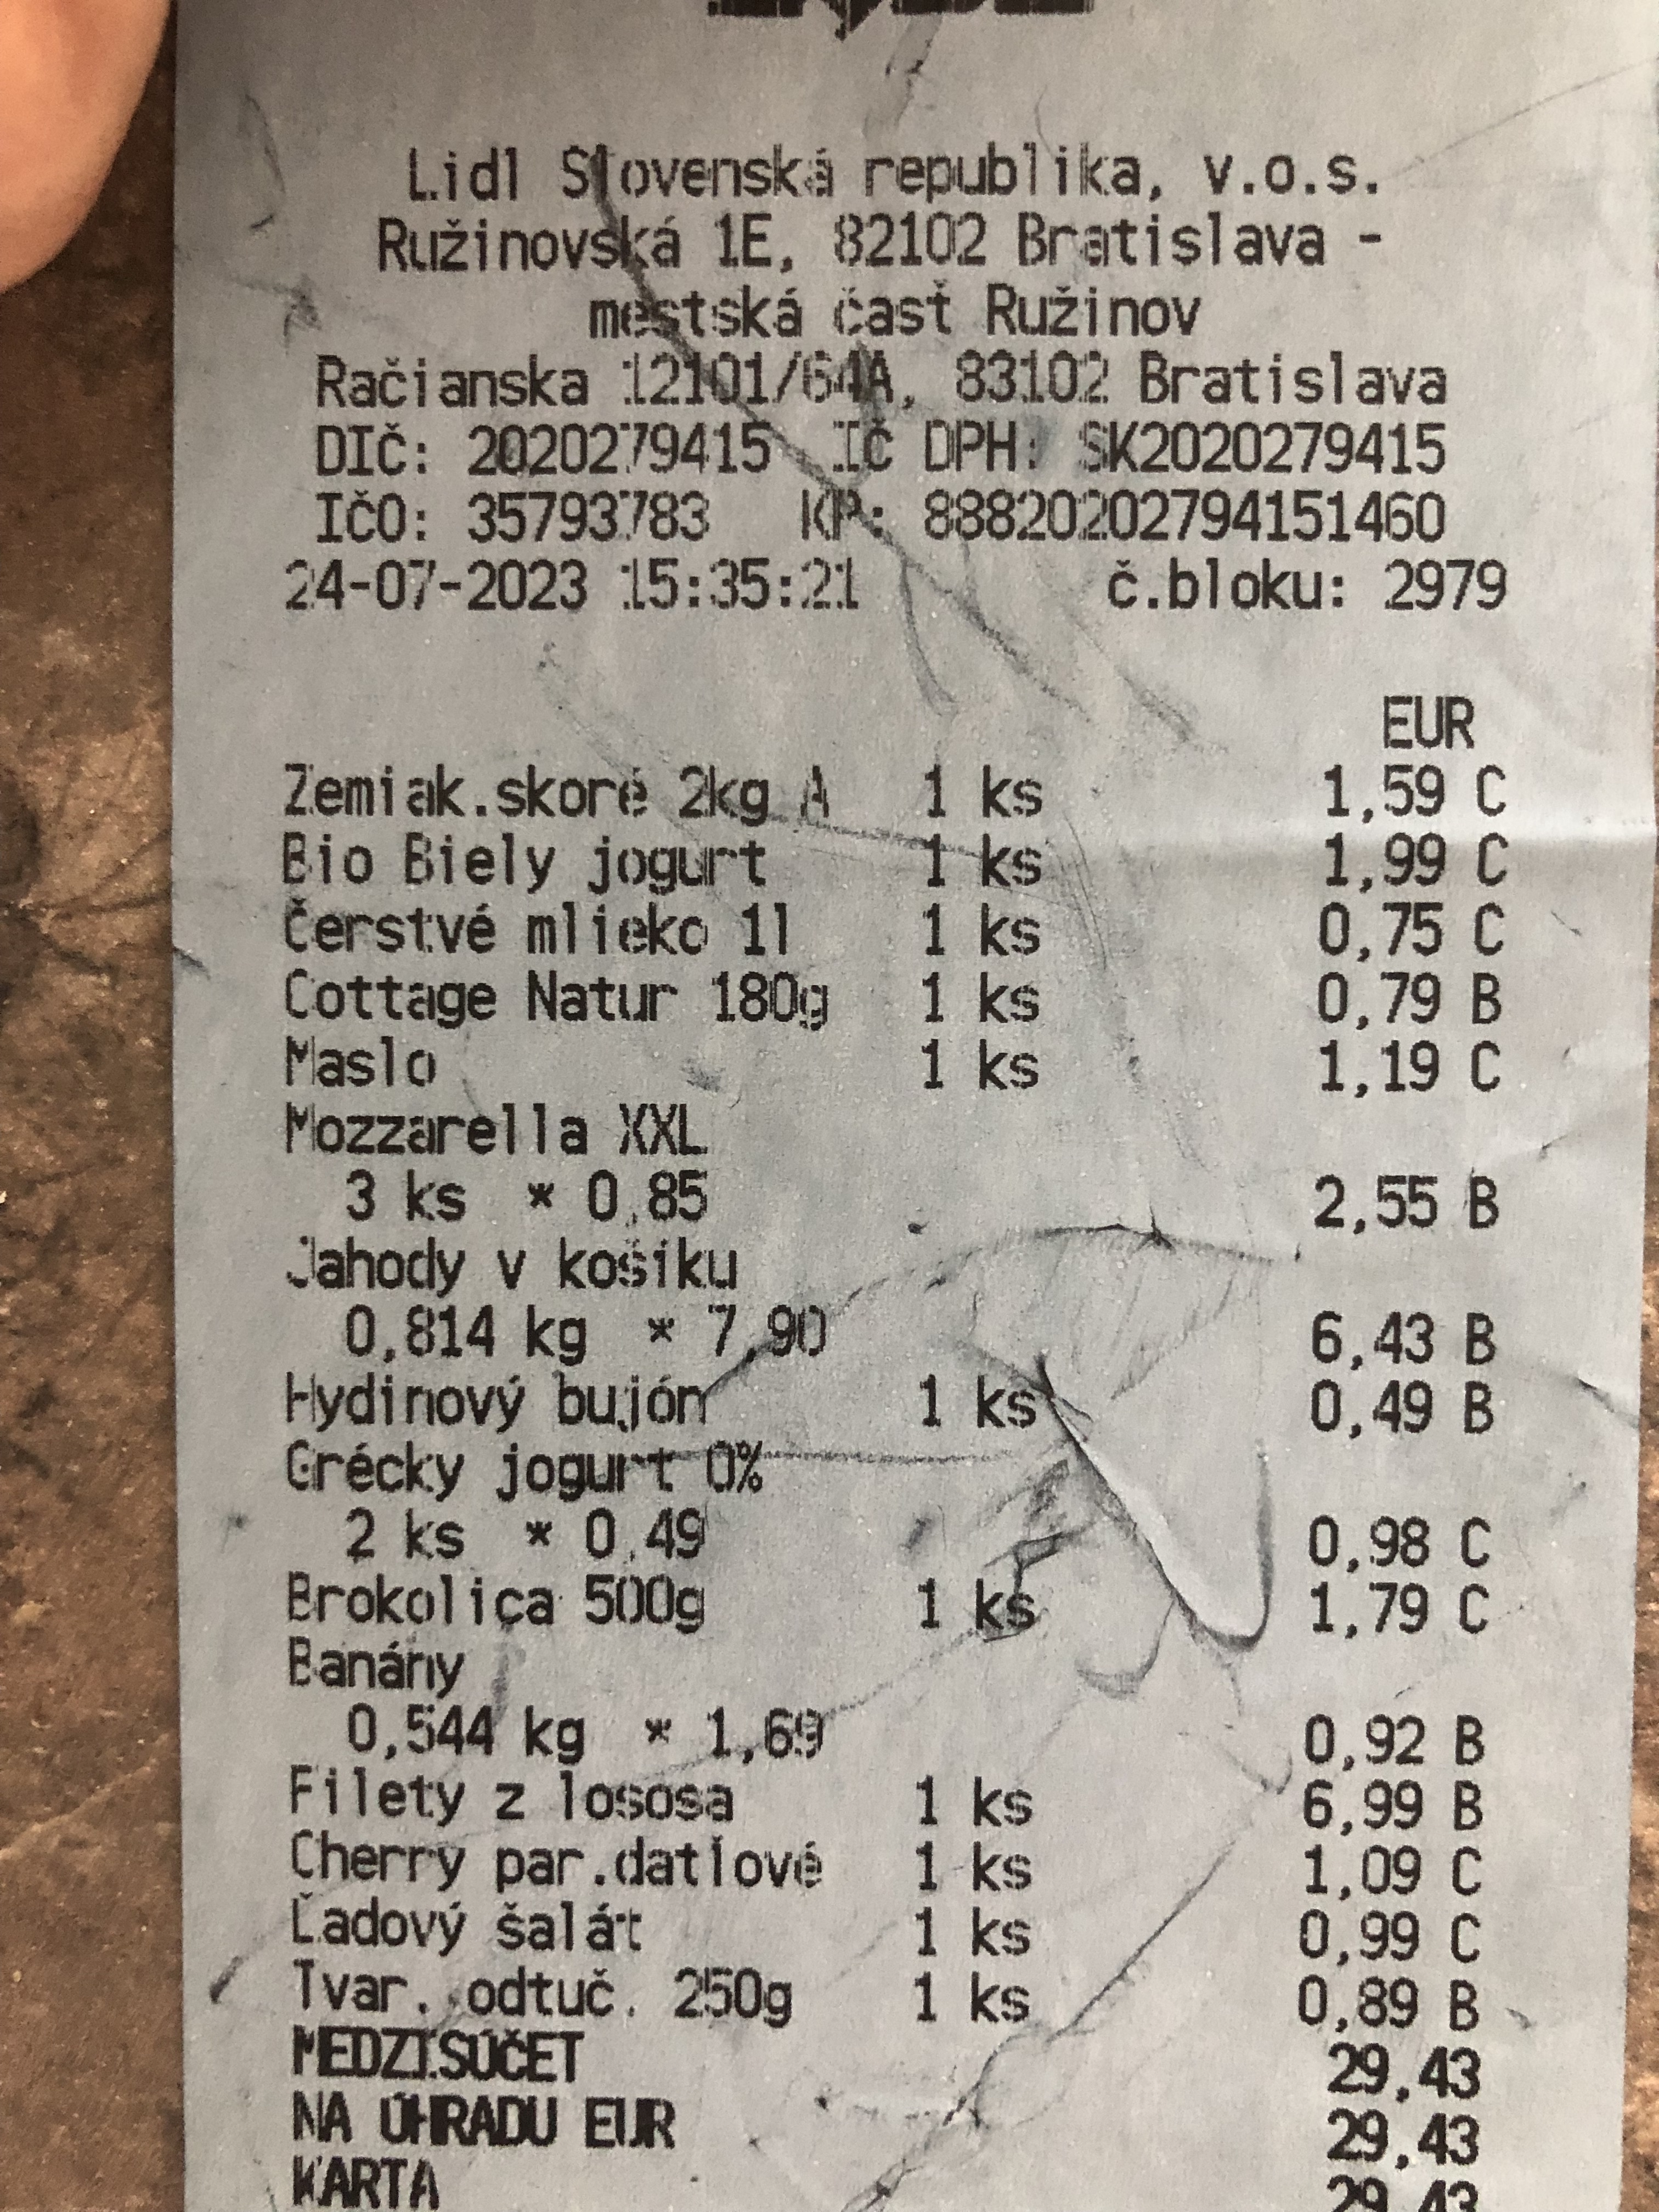 Lidl Slovenská republika, v.o.s.
Ružinovská 1E, 82102 Bratislava -
mestská časť Ružinov
Račianska 12101/64A, 83102 Bratislava
DIČ: 2020279415 IČ DPH: SK2020279415
IČO: 35793783 KP: 88820202794151460
24-07-2023 15:35:21 č.bloku: 2979
EUR
Zemiak.skoré 2kg A 1 ks 1,59 C
Bio Biely jogurt 1 ks 1,99 C
Čerstvé mlieko 1l 1 ks 0,75 C
Cottage Natur 180g 1 ks 0,79 B
Maslo 1 ks 1,19 C
Mozzarella XXL
3 ks * 0,85 2,55 B
Jahody v košíku
0,814 kg * 7,90 6,43 B
Hydinový bujón 1 ks 0,49 B
Grécky jogurt 0%
2 ks * 0,49 0,98 C
Brokolica 500g 1 ks 1,79 C
Banány
0,544 kg * 1,69 0,92 B
Filety z lososa 1 ks 6,99 B
Cherry par.datľové 1 ks 1,09 C
Ľadový šalát 1 ks 0,99 C
Tvar. odtuč. 250g 1 ks 0,89 B
MEDZISÚČET 29,43
NA ÚHRADU EUR 29,43
KARTA 29,43